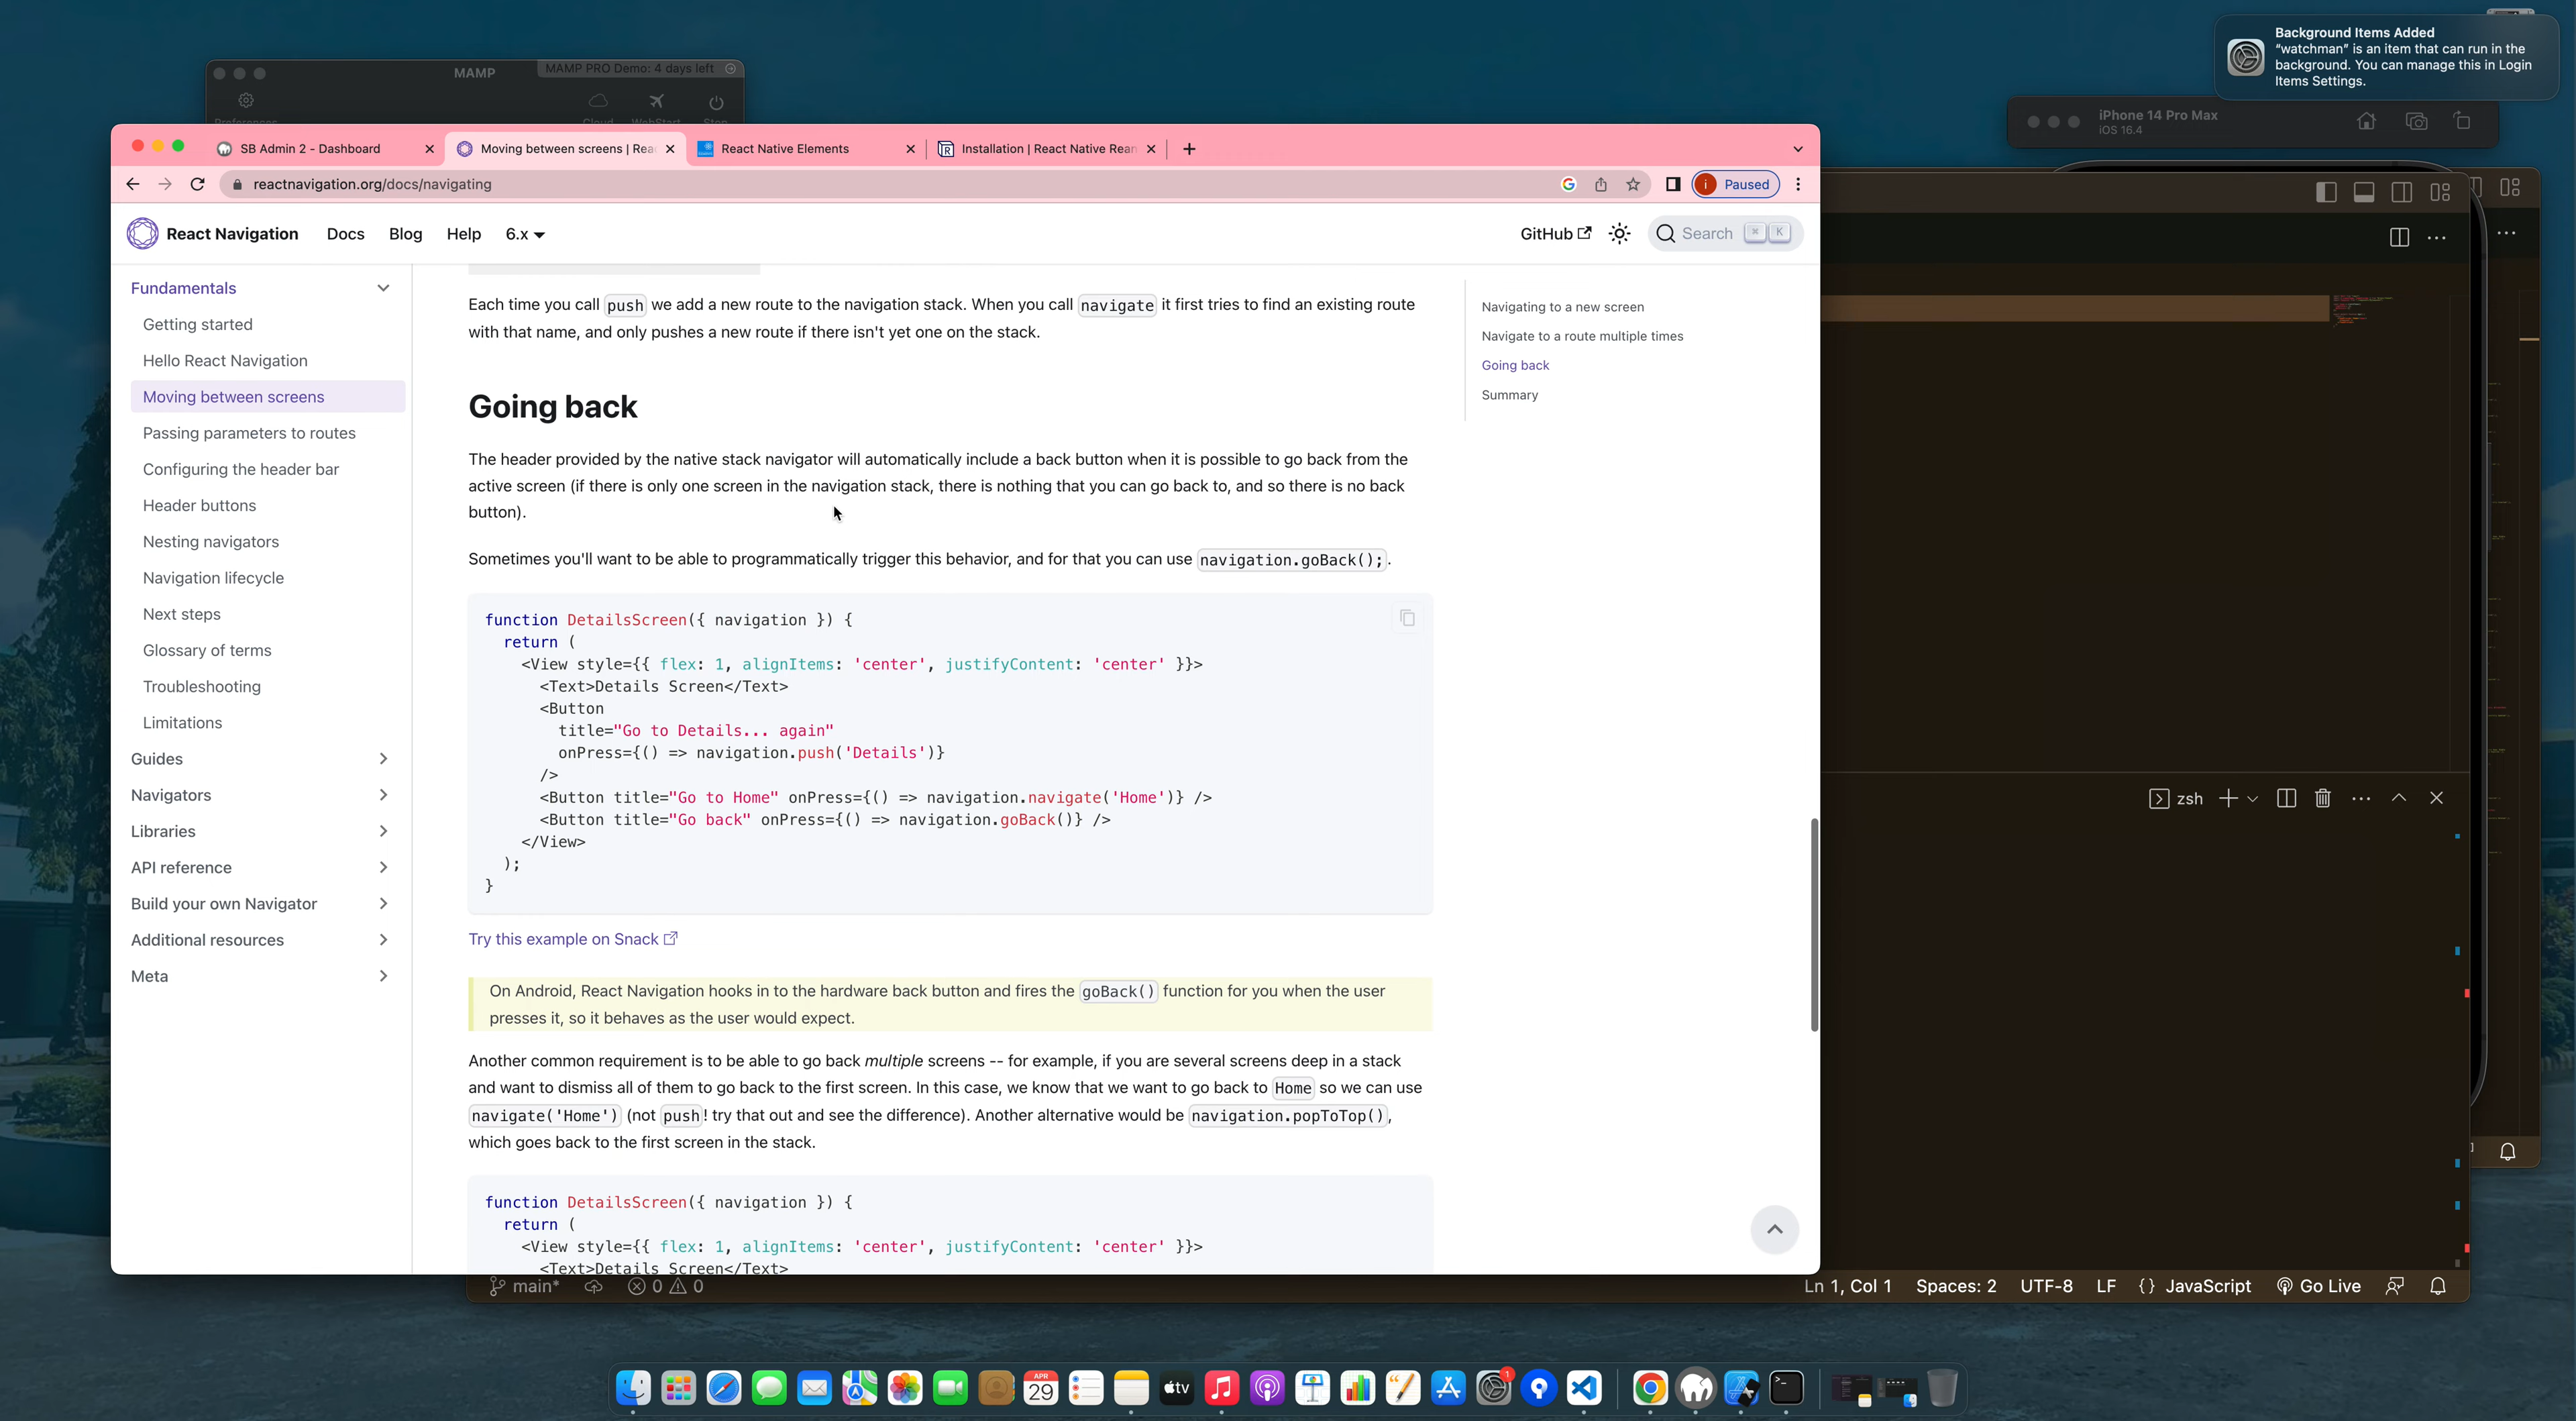 MAMP
MAMP PRO Demo: 4 days left
Preferences
Cloud
WebStart
Stop
Background Items Added
“watchman” is an item that can run in the
background. You can manage this in Login
Items Settings.
iPhone 14 Pro Max
iOS 16.4
SB Admin 2 - Dashboard
Moving between screens | Rea
React Native Elements
Installation | React Native Rean
reactnavigation.org/docs/navigating
i Paused
React Navigation
Docs
Blog
Help
6.x
GitHub
Search ⌘ K
Fundamentals
Getting started
Hello React Navigation
Moving between screens
Passing parameters to routes
Configuring the header bar
Header buttons
Nesting navigators
Navigation lifecycle
Next steps
Glossary of terms
Troubleshooting
Limitations
Guides
Navigators
Libraries
API reference
Build your own Navigator
Additional resources
Meta
Each time you call push we add a new route to the navigation stack. When you call navigate it first tries to find an existing route
with that name, and only pushes a new route if there isn't yet one on the stack.
Going back
The header provided by the native stack navigator will automatically include a back button when it is possible to go back from the
active screen (if there is only one screen in the navigation stack, there is nothing that you can go back to, and so there is no back
button).
Sometimes you'll want to be able to programmatically trigger this behavior, and for that you can use navigation.goBack();.
function DetailsScreen({ navigation }) {
return (
<View style={{ flex: 1, alignItems: 'center', justifyContent: 'center' }}>
<Text>Details Screen</Text>
<Button
title="Go to Details... again"
onPress={() => navigation.push('Details')}
/>
<Button title="Go to Home" onPress={() => navigation.navigate('Home')} />
<Button title="Go back" onPress={() => navigation.goBack()} />
</View>
);
}
Try this example on Snack
On Android, React Navigation hooks in to the hardware back button and fires the goBack() function for you when the user
presses it, so it behaves as the user would expect.
Another common requirement is to be able to go back multiple screens -- for example, if you are several screens deep in a stack
and want to dismiss all of them to go back to the first screen. In this case, we know that we want to go back to Home so we can use
navigate('Home') (not push! try that out and see the difference). Another alternative would be navigation.popToTop(),
which goes back to the first screen in the stack.
function DetailsScreen({ navigation }) {
return (
<View style={{ flex: 1, alignItems: 'center', justifyContent: 'center' }}>
<Text>Details Screen</Text>
Navigating to a new screen
Navigate to a route multiple times
Going back
Summary
zsh
main*
0
0
Ln 1, Col 1
Spaces: 2
UTF-8
LF
{} JavaScript
Go Live
APR
29
tv
1